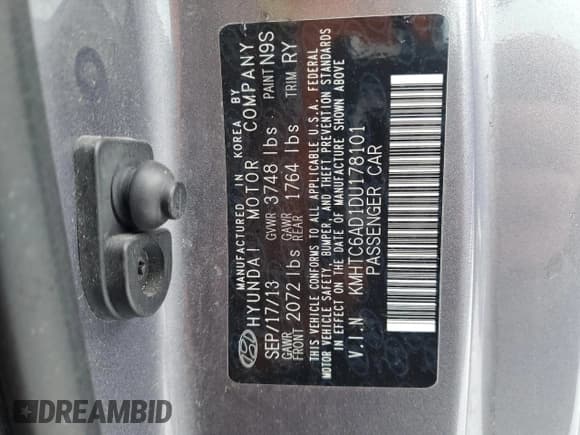 MANUFACTURED IN KOREA BY
HYUNDAI MOTOR COMPANY
SEP/17/13 GVWR 3748 lbs PAINT N9S
GAWR FRONT 2072 lbs GAWR REAR 1764 lbs TRIM RY
THIS VEHICLE CONFORMS TO ALL APPLICABLE U.S.A. FEDERAL
MOTOR VEHICLE SAFETY, BUMPER, AND THEFT PREVENTION STANDARDS
IN EFFECT ON THE DATE OF MANUFACTURE SHOWN ABOVE
V.I.N KMHTC6AD1DU178101
PASSENGER CAR
DREAMBID